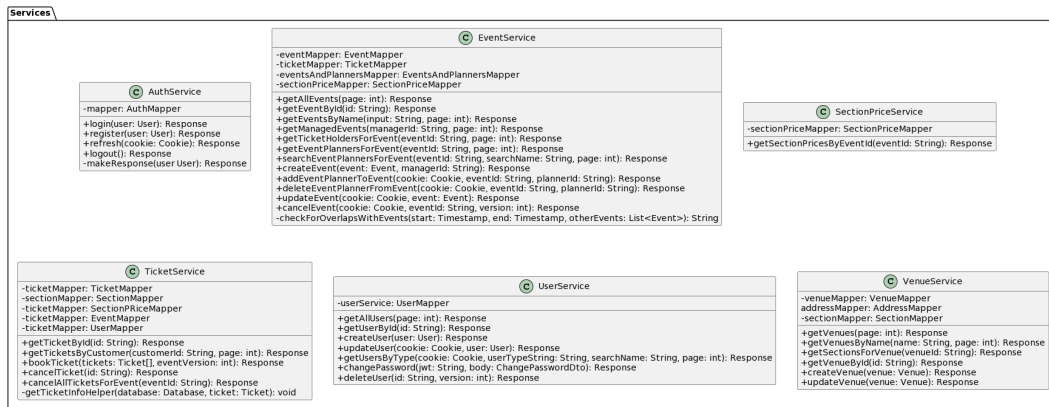 Services
C EventService
-eventMapper: EventMapper
-ticketMapper: TicketMapper
-eventsAndPlannersMapper: EventsAndPlannersMapper
-sectionPriceMapper: SectionPriceMapper
+getAllEvents(page: int): Response
+getEventById(id: String): Response
+getEventsByName(input: String, page: int): Response
+getManagedEvents(managerId: String, page: int): Response
+getTicketHoldersForEvent(eventId: String, page: int): Response
+getEventPlannersForEvent(eventId: String, page: int): Response
+searchEventPlannersForEvent(eventId: String, searchName: String, page: int): Response
+createEvent(event: Event, managerId: String): Response
+addEventPlannerToEvent(cookie: Cookie, eventId: String, plannerId: String): Response
+deleteEventPlannerFromEvent(cookie: Cookie, eventId: String, plannerId: String): Response
+updateEvent(cookie: Cookie, event: Event): Response
+cancelEvent(cookie: Cookie, eventId: String, version: int): Response
-checkForOverlapsWithEvents(start: Timestamp, end: Timestamp, otherEvents: List<Event>): String
C AuthService
-mapper: AuthMapper
+login(user: User): Response
+register(user: User): Response
+refresh(cookie: Cookie): Response
+logout(): Response
-makeResponse(user User): Response
C SectionPriceService
-sectionPriceMapper: SectionPriceMapper
+getSectionPricesByEventId(eventId: String): Response
C TicketService
-ticketMapper: TicketMapper
-sectionMapper: SectionMapper
-ticketMapper: SectionPRiceMapper
-ticketMapper: EventMapper
-ticketMapper: UserMapper
+getTicketById(id: String): Response
+getTicketsByCustomer(customerId: String, page: int): Response
+bookTicket(tickets: Ticket[], eventVersion: int): Response
+cancelTicket(id: String): Response
+cancelAllTicketsForEvent(eventId: String): Response
-getTicketInfoHelper(database: Database, ticket: Ticket): void
C UserService
-userService: UserMapper
+getAllUsers(page: int): Response
+getUserById(id: String): Response
+createUser(user: User): Response
+updateUser(cookie: Cookie, user: User): Response
+getUsersByType(cookie: Cookie, userTypeString: String, searchName: String, page: int): Response
+changePassword(jwt: String, body: ChangePasswordDto): Response
+deleteUser(id: String, version: int): Response
C VenueService
-venueMapper: VenueMapper
addressMapper: AddressMapper
-sectionMapper: SectionMapper
+getVenues(page: int): Response
+getVenuesByName(name: String, page: int): Response
+getSectionsForVenue(venueId: String): Response
+getVenueById(id: String): Response
+createVenue(venue: Venue): Response
+updateVenue(venue: Venue): Response